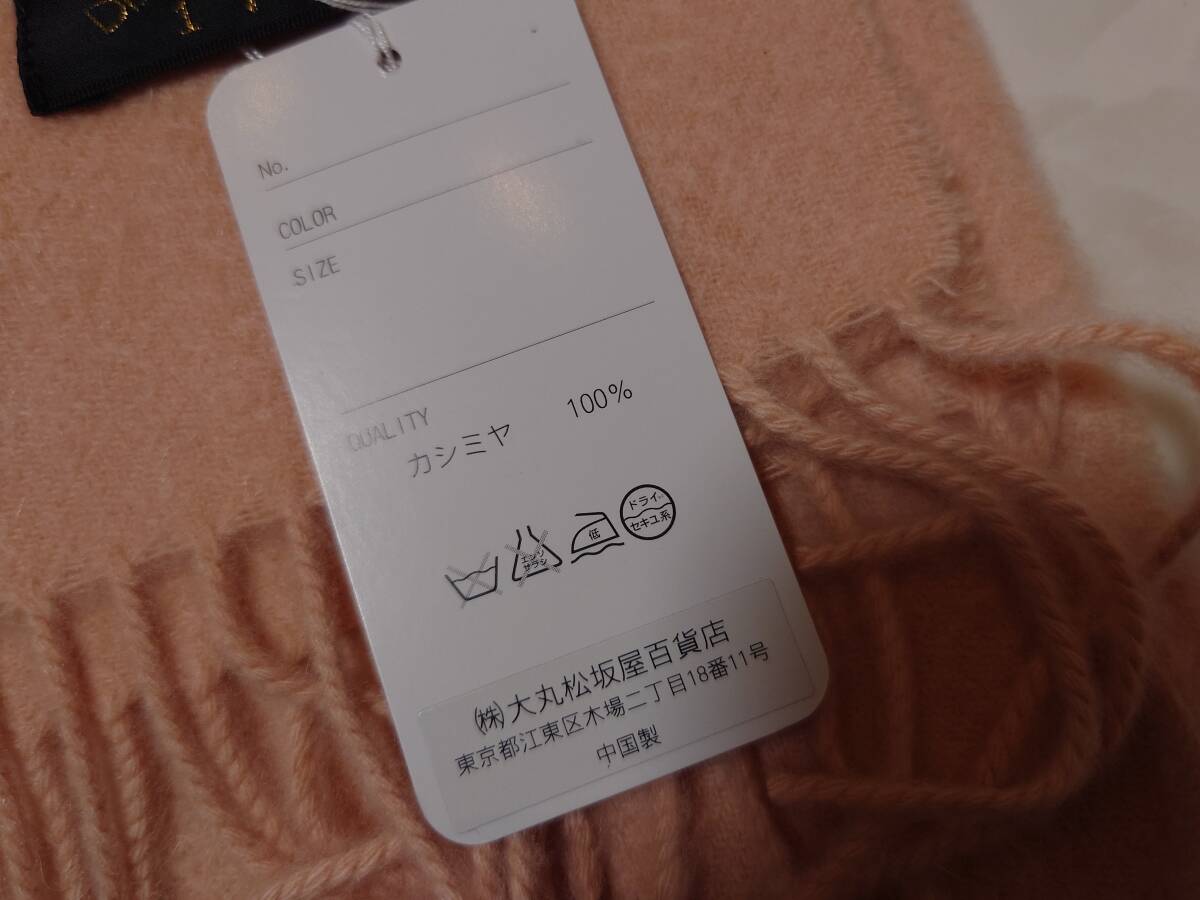 No.
COLOR
SIZE
QUALITY
カシミヤ 100%
エンソ
サラシ
低
ドライ
セキユ系
㈱大丸松坂屋百貨店
東京都江東区木場二丁目18番11号
中国製